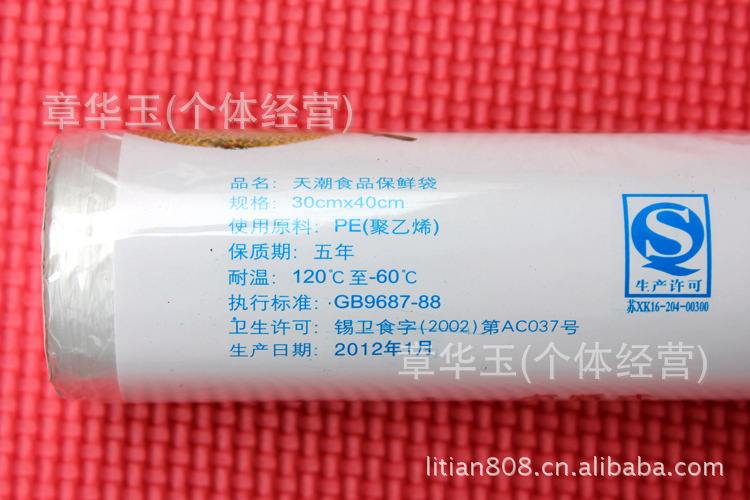 章华玉(个体经营)
品名：天潮食品保鲜袋
规格：30cmx40cm
使用原料：PE(聚乙烯)
保质期：五年
耐温：120℃至-60℃
执行标准：GB9687-88
卫生许可：锡卫食字(2002)第AC037号
生产日期：2012年1月
QS
生产许可
苏XK16-204-00300
章华玉(个体经营)
litian808.cn.alibaba.com